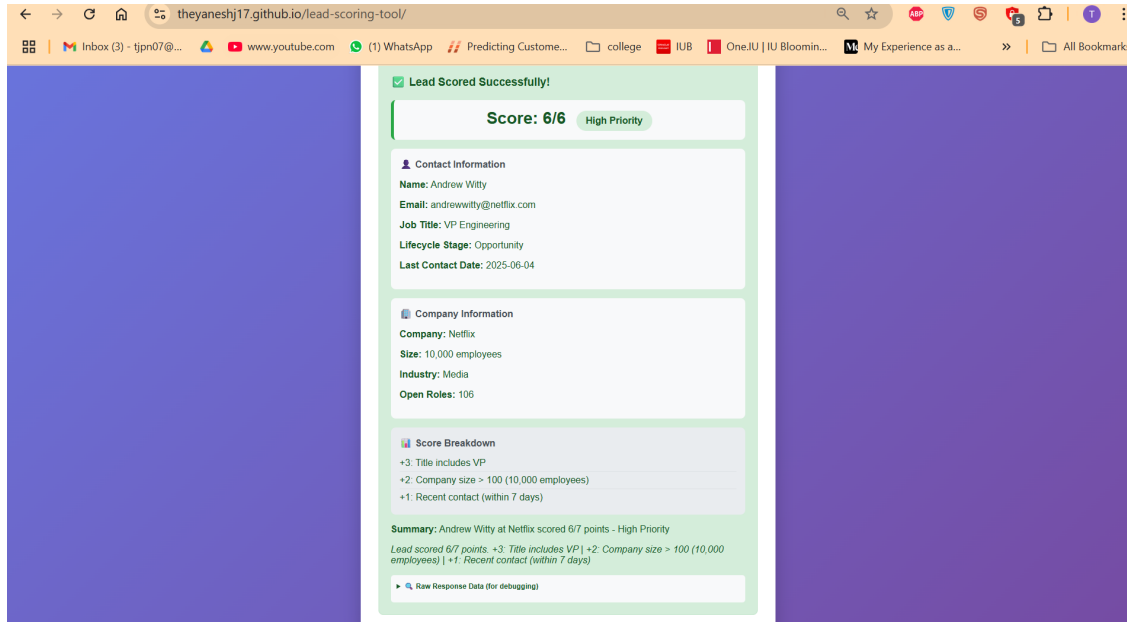 theyaneshj17.github.io/lead-scoring-tool/
ABP
5
T
Inbox (3) - tjpn07@...
www.youtube.com
(1) WhatsApp
Predicting Custome...
college
IUB
One.IU | IU Bloomin...
My Experience as a...
»
All Bookmark
Lead Scored Successfully!
Score: 6/6 High Priority
Contact Information
Name: Andrew Witty
Email: andrewwitty@netflix.com
Job Title: VP Engineering
Lifecycle Stage: Opportunity
Last Contact Date: 2025-06-04
Company Information
Company: Netflix
Size: 10,000 employees
Industry: Media
Open Roles: 106
Score Breakdown
+3: Title includes VP
+2: Company size > 100 (10,000 employees)
+1: Recent contact (within 7 days)
Summary: Andrew Witty at Netflix scored 6/7 points - High Priority
Lead scored 6/7 points. +3: Title includes VP | +2: Company size > 100 (10,000
employees) | +1: Recent contact (within 7 days)
Raw Response Data (for debugging)